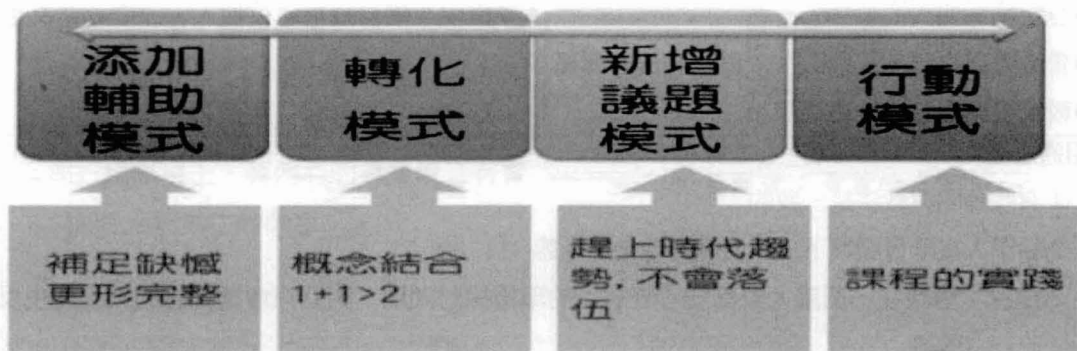 添加
輔助
模式
轉化
模式
新增
議題
模式
行動
模式
補足缺憾
更形完整
概念結合
1+1>2
趕上時代趨
勢,不會落
伍
課程的實踐